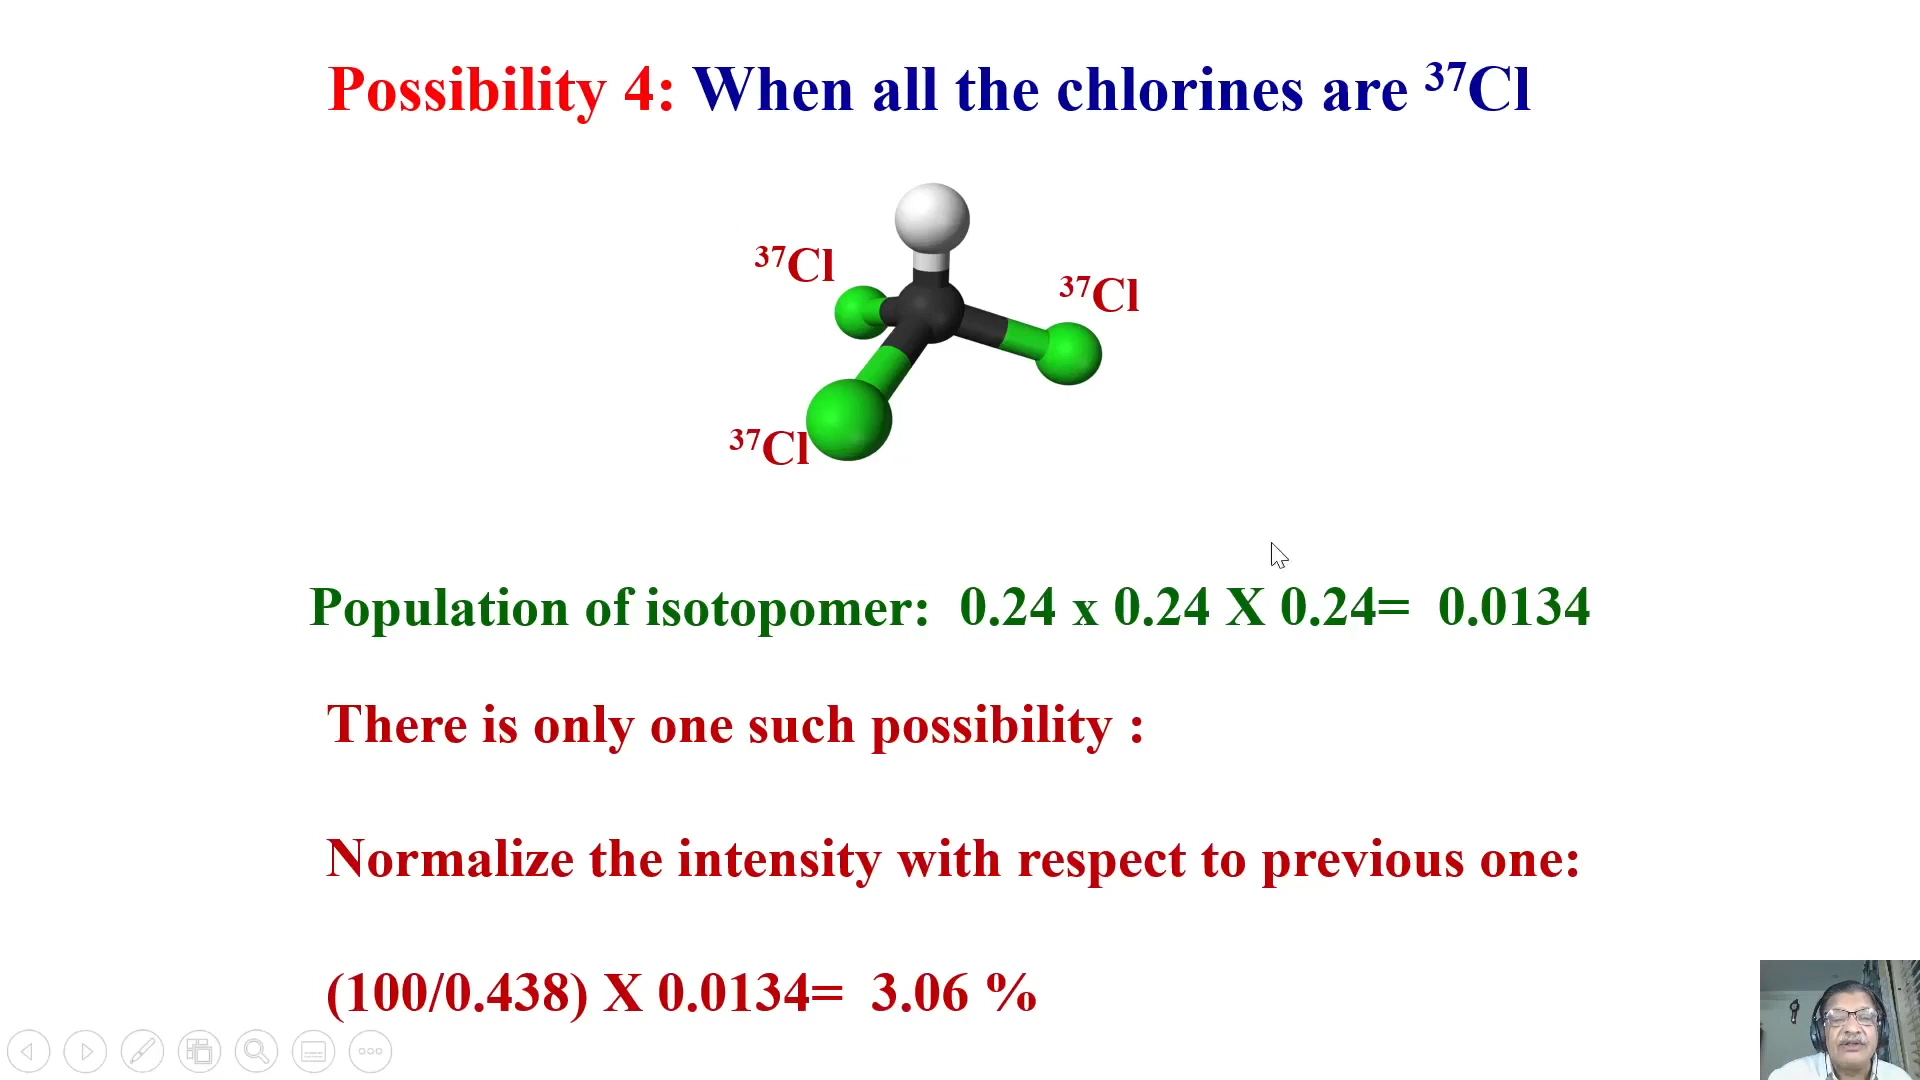 Possibility 4: When all the chlorines are ³⁷Cl
³⁷Cl
³⁷Cl
³⁷Cl
Population of isotopomer: 0.24 x 0.24 X 0.24= 0.0134
There is only one such possibility :
Normalize the intensity with respect to previous one:
(100/0.438) X 0.0134= 3.06 %